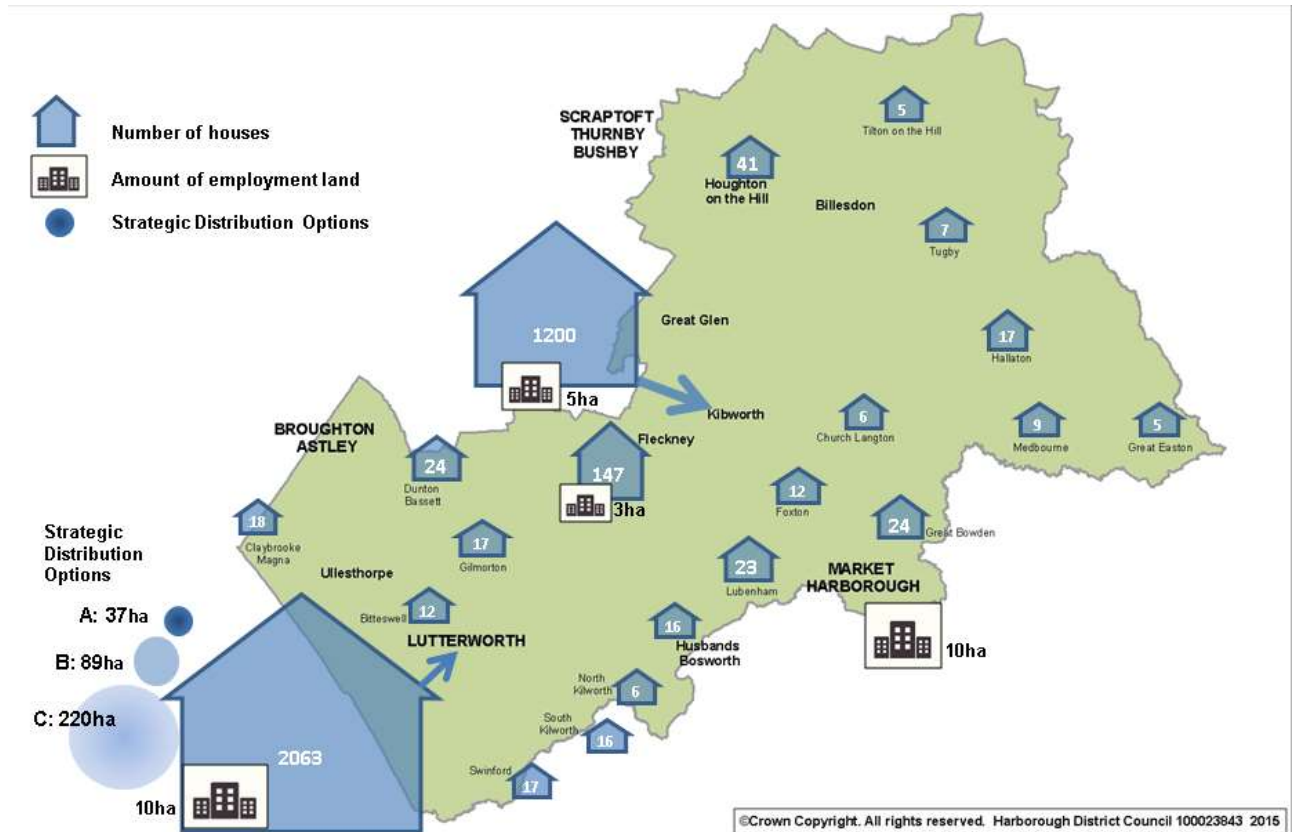 Number of houses
Amount of employment land
Strategic Distribution Options
SCRAPTOFT
THURNBY
BUSHBY
5
Tilton on the Hill
41
Houghton
on the Hill
Billesdon
7
Tugby
1200
5ha
Great Glen
17
Hallaton
Kibworth
6
Church Langton
9
Medbourne
5
Great Easton
BROUGHTON
ASTLEY
24
Dunton
Bassett
Fleckney
147
3ha
12
Foxton
24
Great Bowden
18
Claybrooke
Magna
17
Gilmorton
Ullesthorpe
23
Lubenham
MARKET
HARBOROUGH
10ha
Strategic
Distribution
Options
A: 37ha
B: 89ha
C: 220ha
Bitteswell
12
LUTTERWORTH
16
Husbands
Bosworth
North
Kilworth
6
South
Kilworth
16
Swinford
17
2063
10ha
©Crown Copyright. All rights reserved. Harborough District Council 100023843 2015